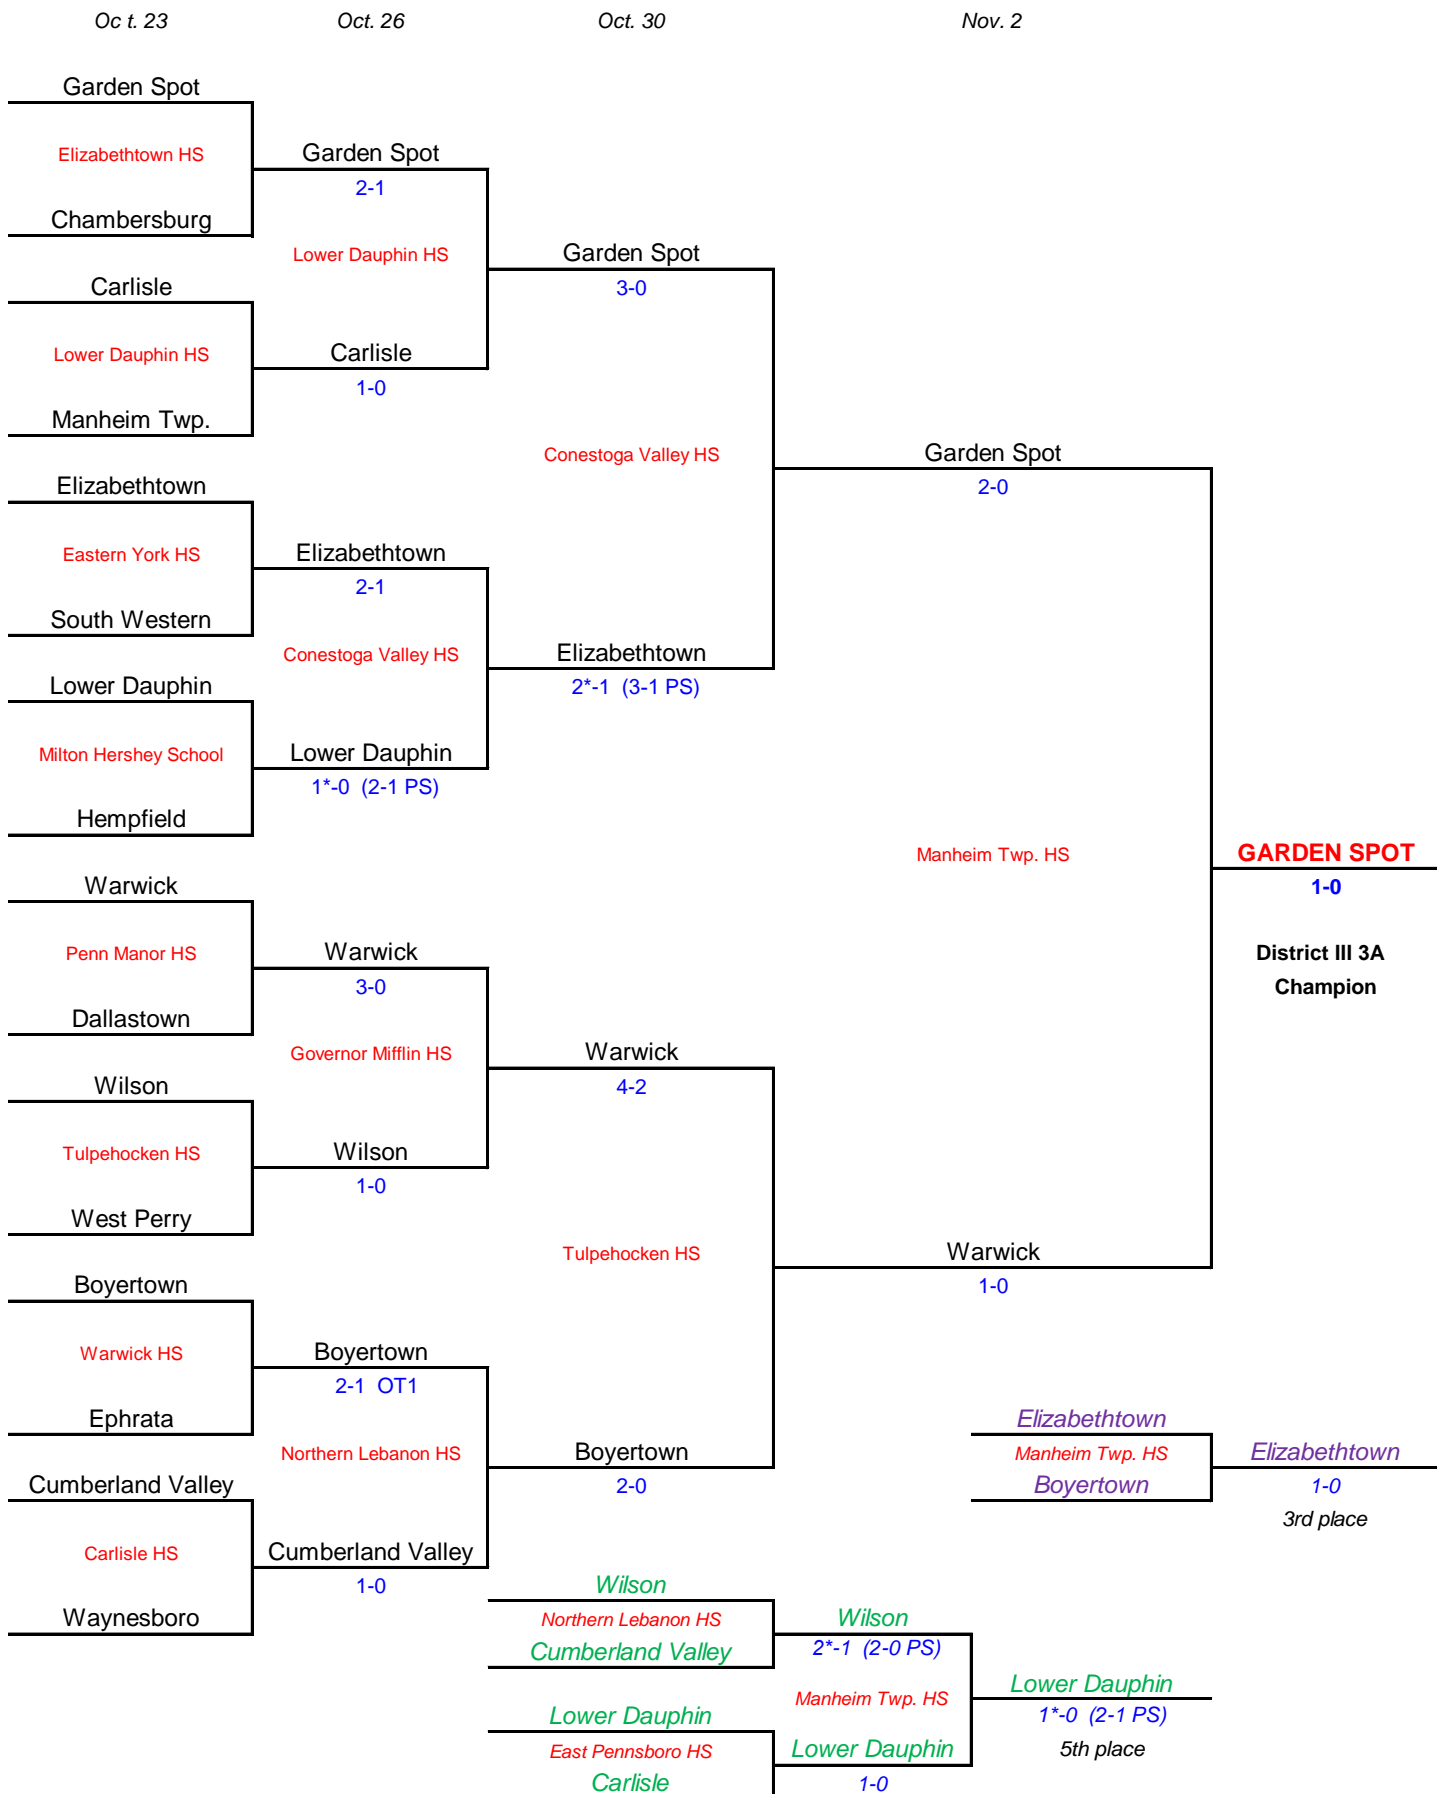 Oc t. 23 Oct. 26 Oct. 30 Nov. 2
Garden Spot
Elizabethtown HS Garden Spot
2-1
Chambersburg
Lower Dauphin HS Garden Spot
Carlisle 3-0
Lower Dauphin HS Carlisle
1-0
Manheim Twp.
Conestoga Valley HS Garden Spot
Elizabethtown 2-0
Eastern York HS Elizabethtown
2-1
South Western
Conestoga Valley HS Elizabethtown
Lower Dauphin 2*-1 (3-1 PS)
Milton Hershey School Lower Dauphin
1*-0 (2-1 PS)
Hempfield
Manheim Twp. HS GARDEN SPOT
Warwick 1-0
Penn Manor HS Warwick District III 3A
3-0 Champion
Dallastown
Governor Mifflin HS Warwick
Wilson 4-2
Tulpehocken HS Wilson
1-0
West Perry
Tulpehocken HS Warwick
Boyertown 1-0
Warwick HS Boyertown
2-1 OT1
Ephrata Elizabethtown
Northern Lebanon HS Boyertown Manheim Twp. HS Elizabethtown
Cumberland Valley 2-0 Boyertown 1-0
3rd place
Carlisle HS Cumberland Valley
1-0 Wilson
Waynesboro Northern Lebanon HS Wilson
Cumberland Valley 2*-1 (2-0 PS)
Manheim Twp. HS Lower Dauphin
Lower Dauphin 1*-0 (2-1 PS)
East Pennsboro HS Lower Dauphin 5th place
Carlisle 1-0